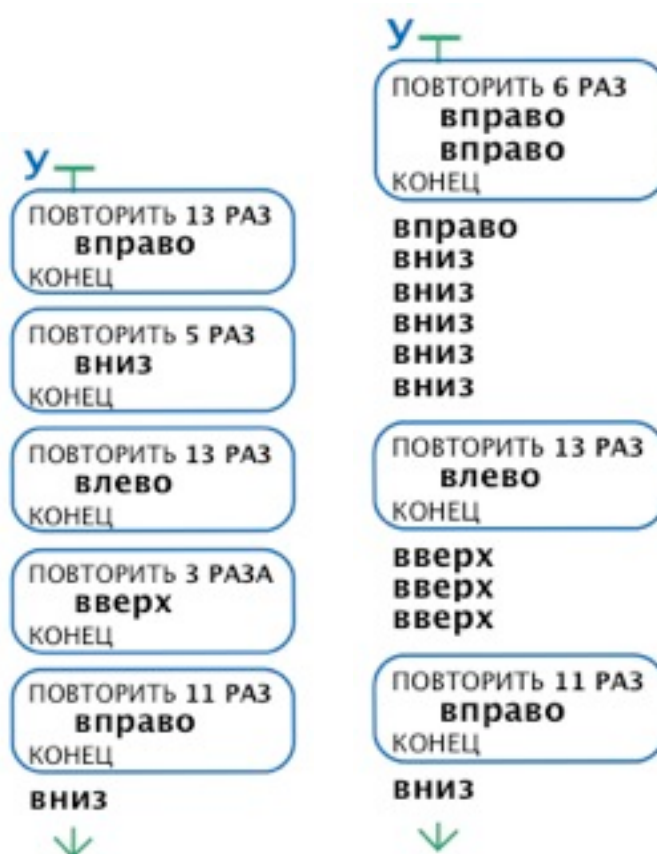 У
ПОВТОРИТЬ 13 РАЗ
вправо
КОНЕЦ
ПОВТОРИТЬ 5 РАЗ
вниз
КОНЕЦ
ПОВТОРИТЬ 13 РАЗ
влево
КОНЕЦ
ПОВТОРИТЬ 3 РАЗА
вверх
КОНЕЦ
ПОВТОРИТЬ 11 РАЗ
вправо
КОНЕЦ
вниз
У
ПОВТОРИТЬ 6 РАЗ
вправо
вправо
КОНЕЦ
вправо
вниз
вниз
вниз
вниз
вниз
ПОВТОРИТЬ 13 РАЗ
влево
КОНЕЦ
вверх
вверх
вверх
ПОВТОРИТЬ 11 РАЗ
вправо
КОНЕЦ
вниз